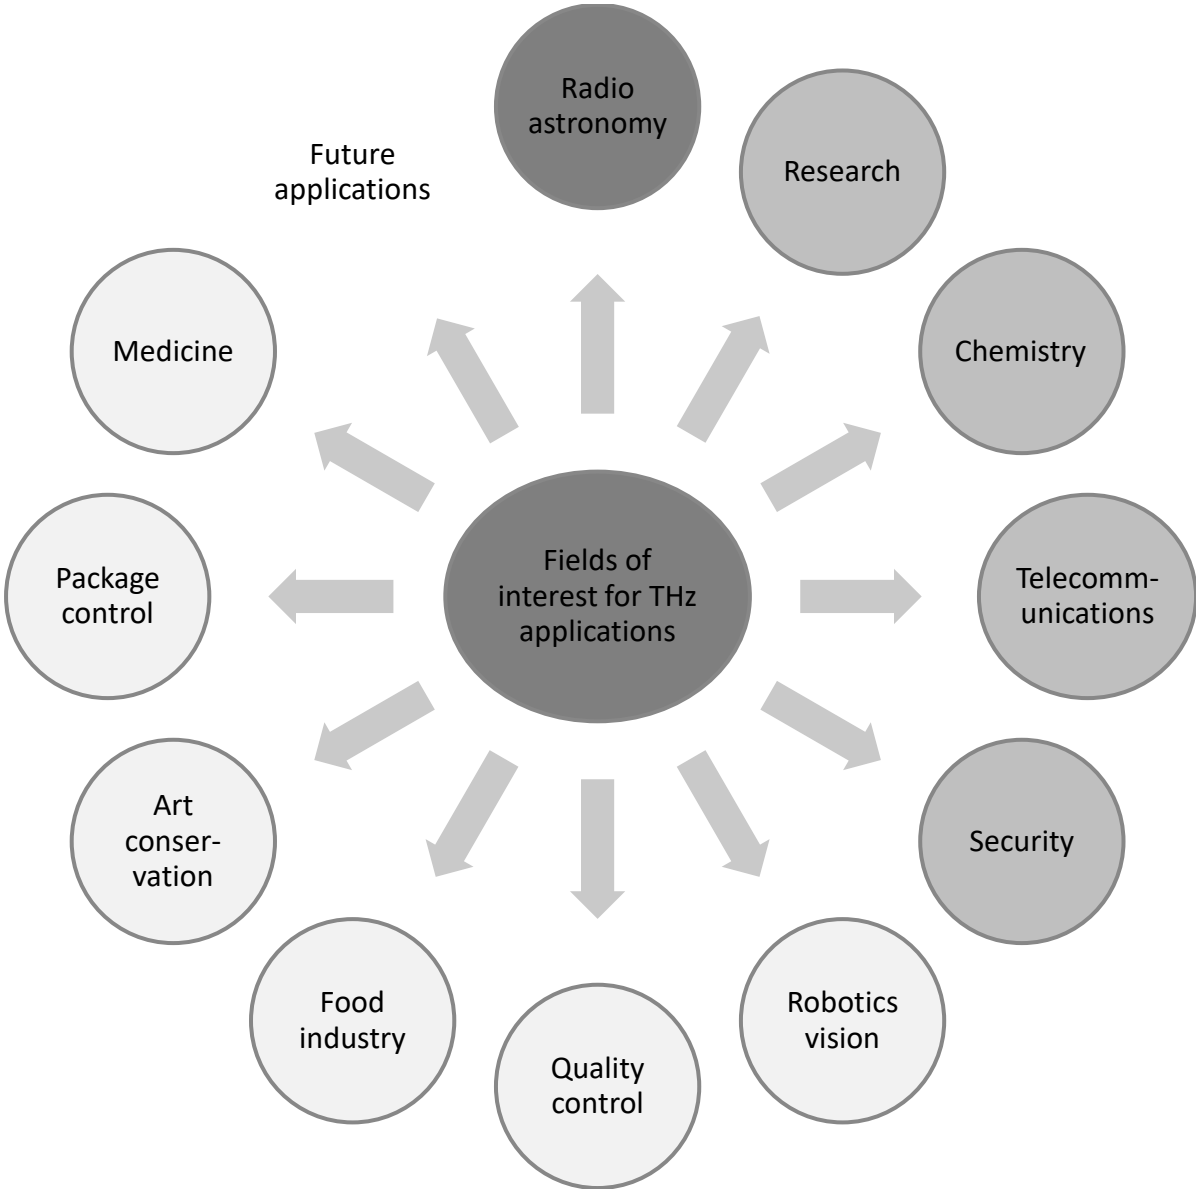 Radio
astronomy
Research
Chemistry
Telecomm-
unications
Security
Robotics
vision
Quality
control
Food
industry
Art
conser-
vation
Package
control
Medicine
Future
applications
Fields of
interest for THz
applications